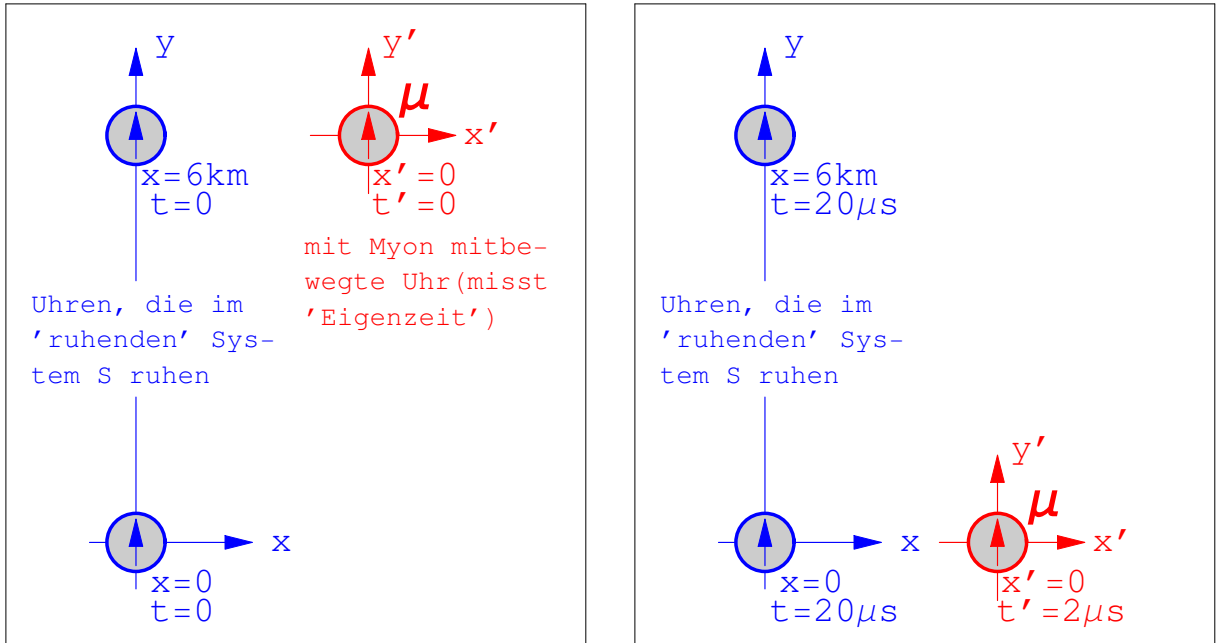 y
y'
μ
x'
x=6km
t=0
x'=0
t'=0
mit Myon mitbe-
wegte Uhr(misst
'Eigenzeit')
Uhren, die im
'ruhenden' Sys-
tem S ruhen
x
x=0
t=0
y
x=6km
t=20μs
Uhren, die im
'ruhenden' Sys-
tem S ruhen
y'
μ
x
x'
x=0
t=20μs
x'=0
t'=2μs